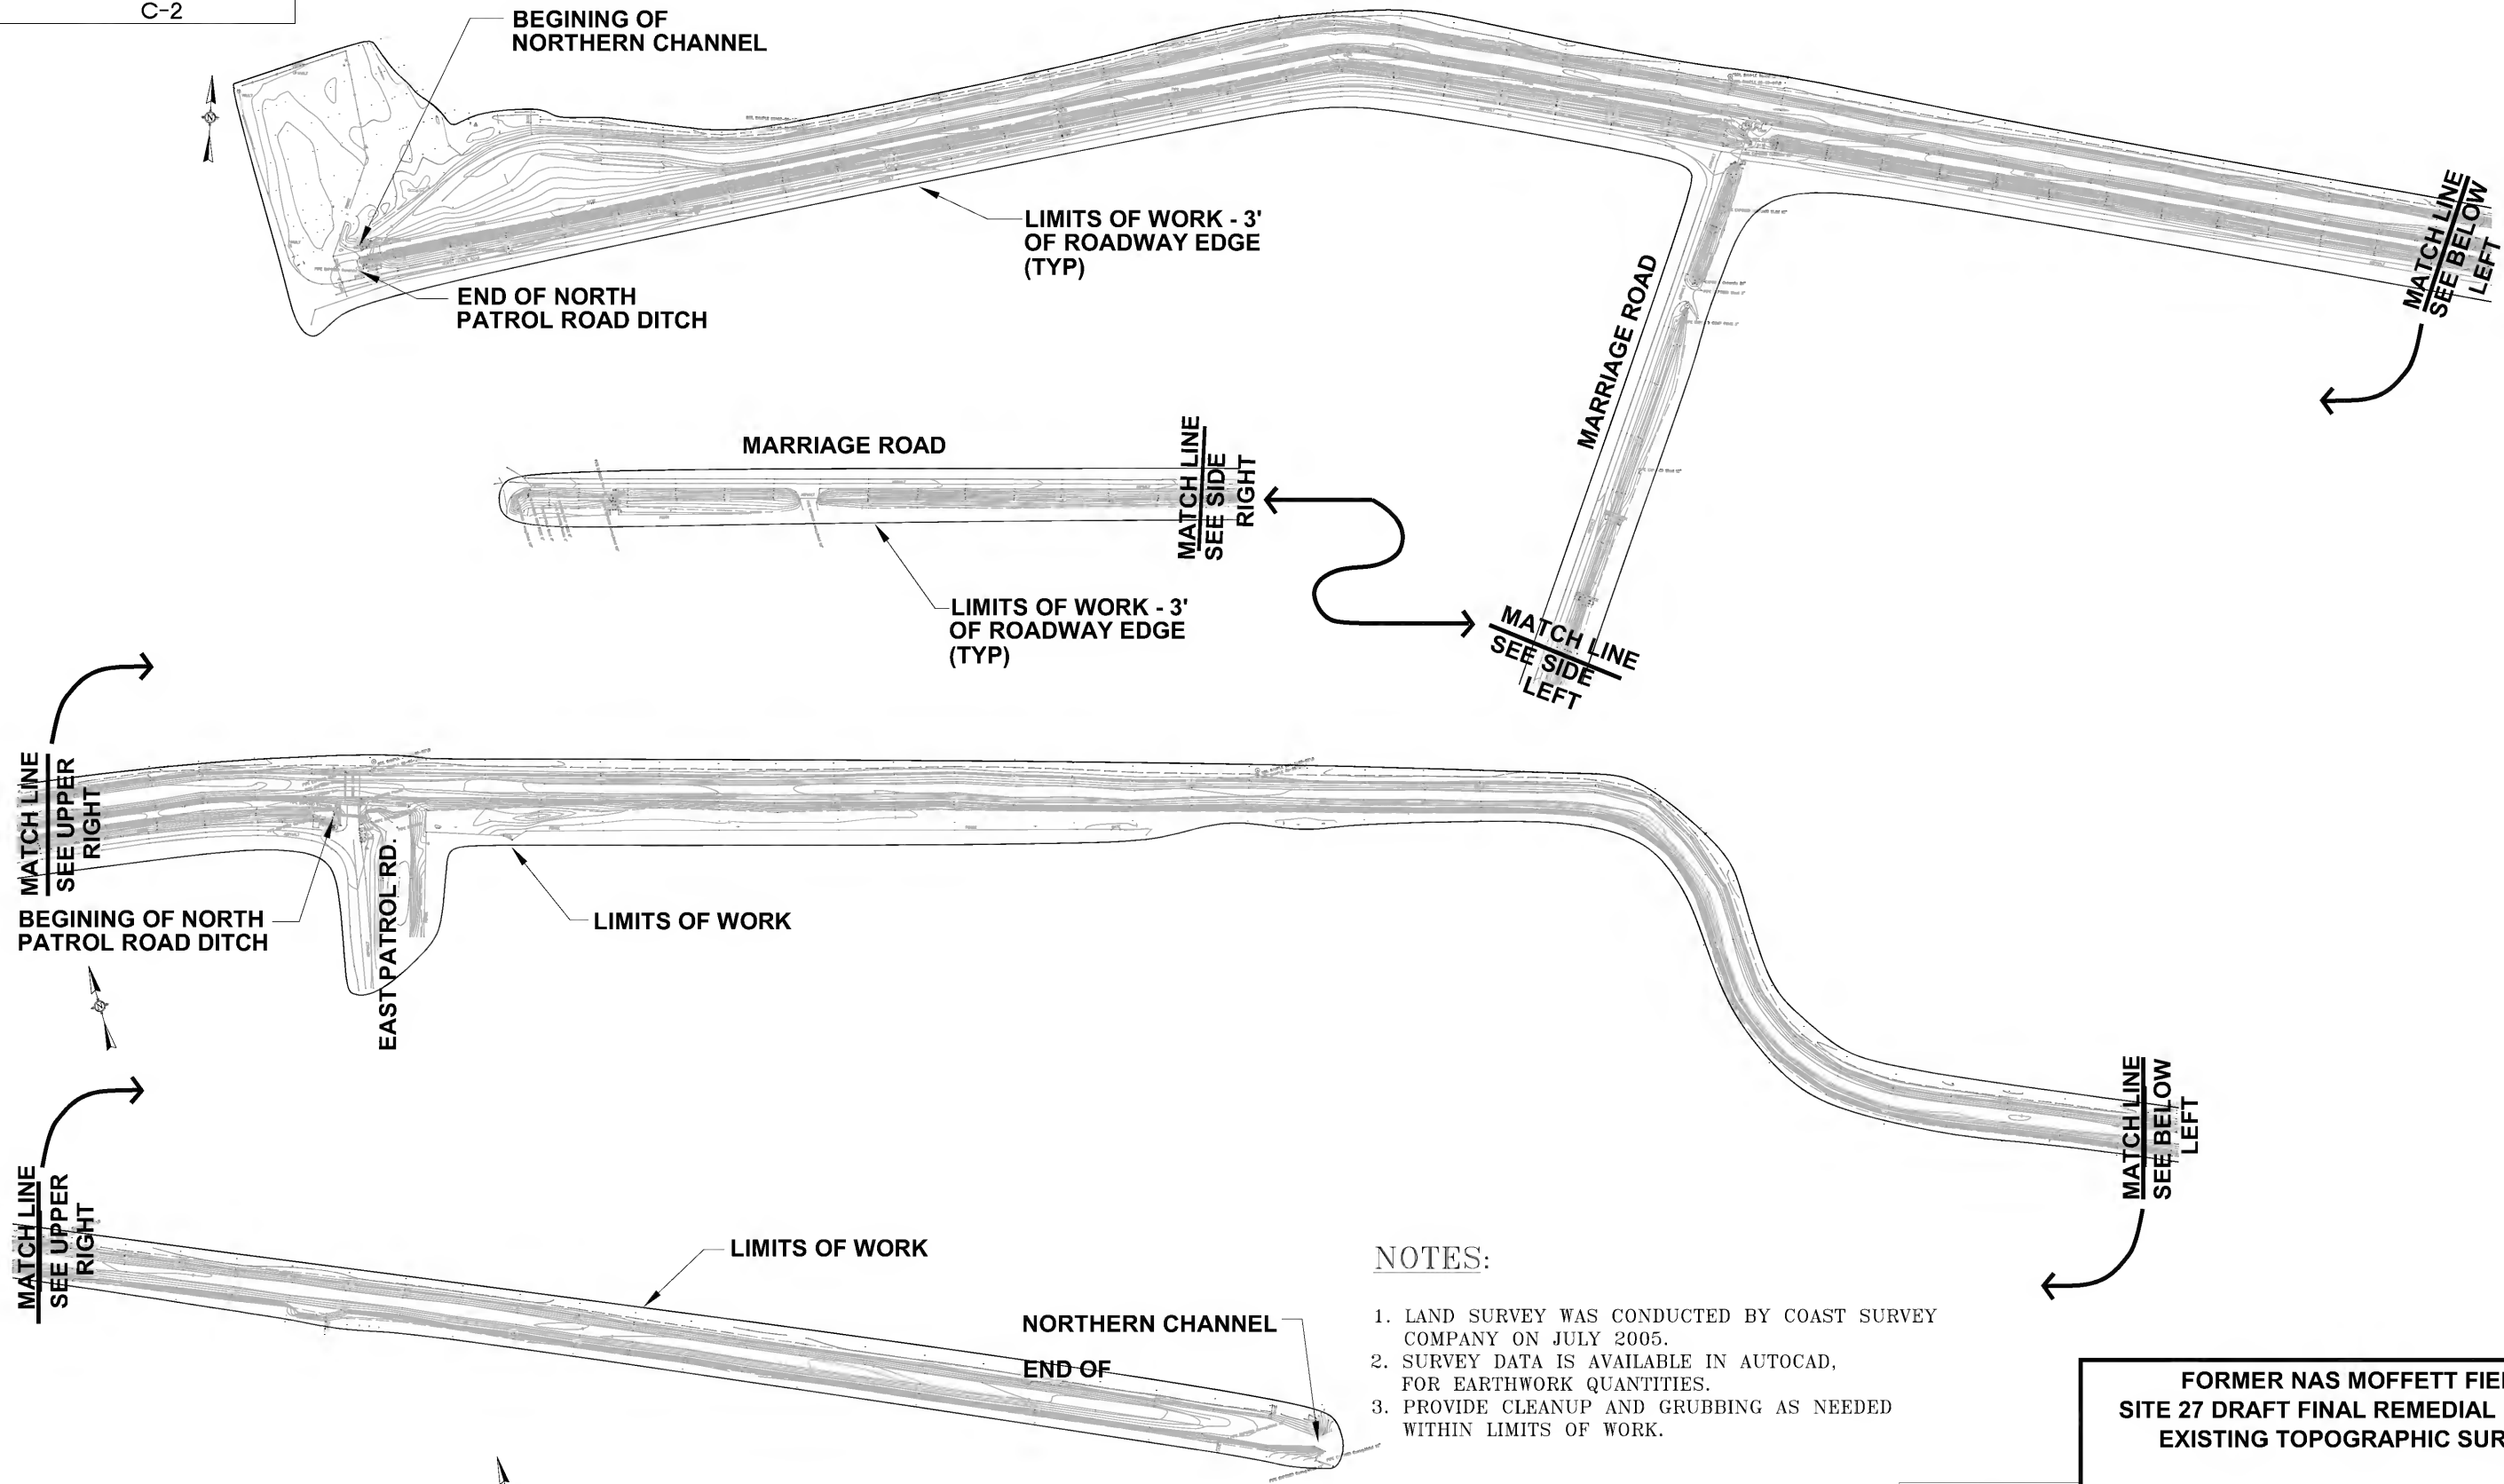 C-2
BEGINING OF
NORTHERN CHANNEL
LIMITS OF WORK - 3'
OF ROADWAY EDGE
(TYP)
END OF NORTH
PATROL ROAD DITCH
MATCH LINE
SEE BELOW
LEFT
MARRIAGE ROAD
MARRIAGE ROAD
MATCH LINE
SEE SIDE
RIGHT
LIMITS OF WORK - 3'
OF ROADWAY EDGE
(TYP)
MATCH LINE
SEE SIDE
LEFT
MATCH LINE
SEE UPPER
RIGHT
BEGINING OF NORTH
PATROL ROAD DITCH
EAST PATROL RD.
LIMITS OF WORK
MATCH LINE
SEE BELOW
LEFT
MATCH LINE
SEE UPPER
RIGHT
LIMITS OF WORK
NORTHERN CHANNEL
END OF
NOTES:
1. LAND SURVEY WAS CONDUCTED BY COAST SURVEY
COMPANY ON JULY 2005.
2. SURVEY DATA IS AVAILABLE IN AUTOCAD,
FOR EARTHWORK QUANTITIES.
3. PROVIDE CLEANUP AND GRUBBING AS NEEDED
WITHIN LIMITS OF WORK.
FORMER NAS MOFFETT FIE
SITE 27 DRAFT FINAL REMEDIAL
EXISTING TOPOGRAPHIC SUR